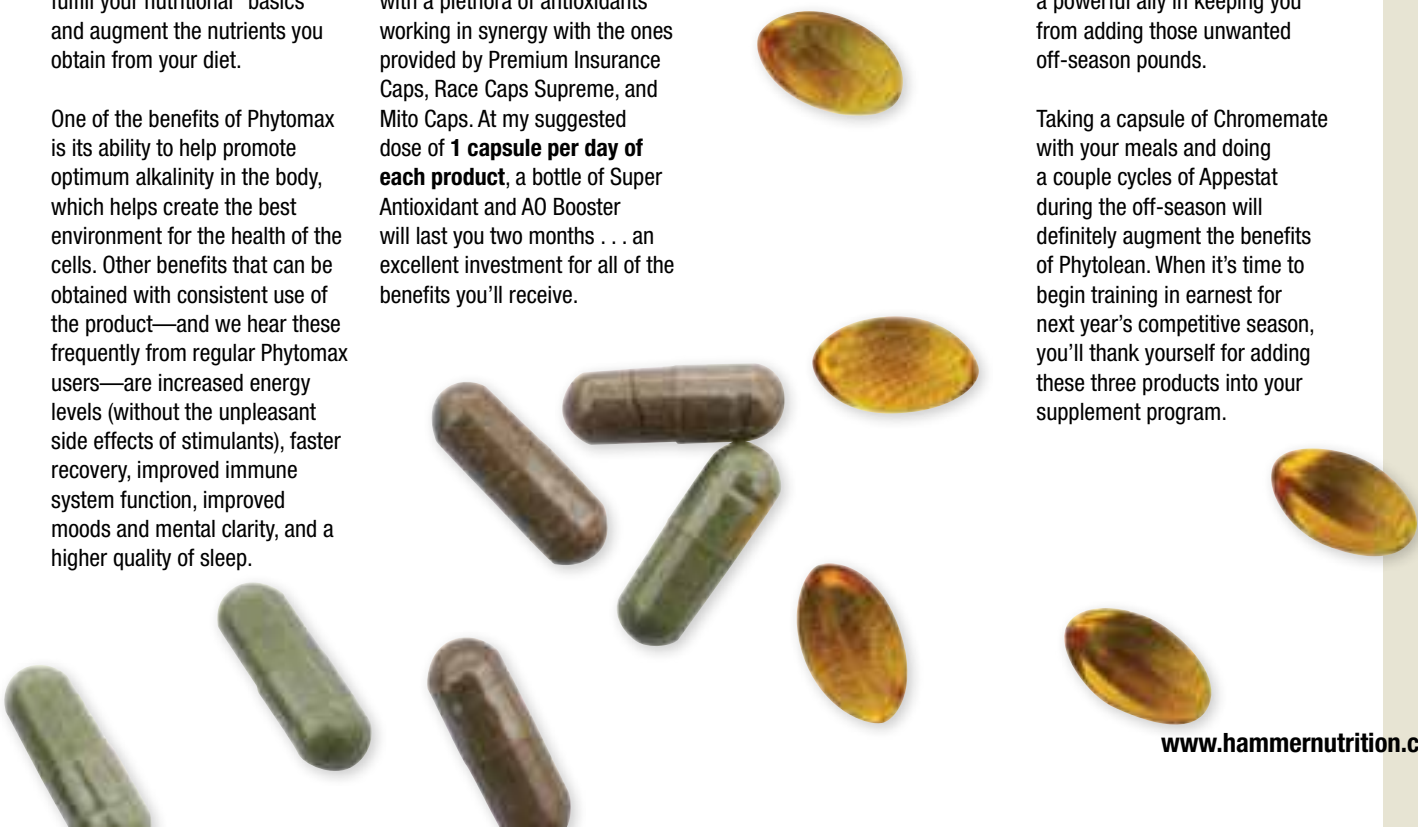 fulfill your nutritional "basics"
and augment the nutrients you
obtain from your diet.
One of the benefits of Phytomax
is its ability to help promote
optimum alkalinity in the body,
which helps create the best
environment for the health of the
cells. Other benefits that can be
obtained with consistent use of
the product—and we hear these
frequently from regular Phytomax
users—are increased energy
levels (without the unpleasant
side effects of stimulants), faster
recovery, improved immune
system function, improved
moods and mental clarity, and a
higher quality of sleep.
with a plethora of antioxidants
working in synergy with the ones
provided by Premium Insurance
Caps, Race Caps Supreme, and
Mito Caps. At my suggested
dose of 1 capsule per day of
each product, a bottle of Super
Antioxidant and AO Booster
will last you two months . . . an
excellent investment for all of the
benefits you'll receive.
a powerful ally in keeping you
from adding those unwanted
off-season pounds.
Taking a capsule of Chromemate
with your meals and doing
a couple cycles of Appestat
during the off-season will
definitely augment the benefits
of Phytolean. When it's time to
begin training in earnest for
next year's competitive season,
you'll thank yourself for adding
these three products into your
supplement program.
www.hammernutrition.c